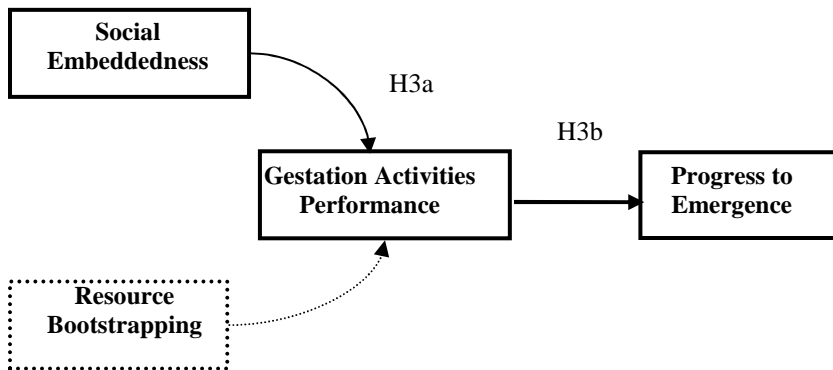 Social
Embeddedness
H3a
H3b
Gestation Activities
Performance
Progress to
Emergence
Resource
Bootstrapping